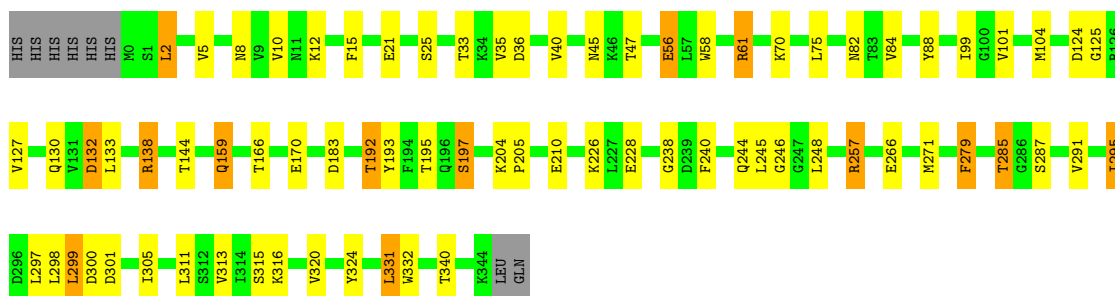 HIS HIS HIS HIS HIS M0 S1 L2 V5 N8 V9 V10 N11 K12 F15 E21 S25 T33 K34 V35 D36 V40 N45 K46 T47 E56 L57 W58 R61 K70 L75 N82 T83 V84 Y88 I99 G100 V101 M104 D124 G125 R126
V127 Q130 V131 D132 L133 R138 T144 Q159 T166 E170 D183 T192 Y193 F194 T195 Q196 S197 K204 P205 E210 K226 L227 E228 G238 D239 F240 Q244 L245 G246 G247 L248 R257 E266 M271 F279 T285 G286 S287 V291 I295
D296 L297 L298 L299 D300 D301 I305 L311 S312 V313 I314 S315 K316 V320 Y324 L331 W332 T340 K344 LEU GLN